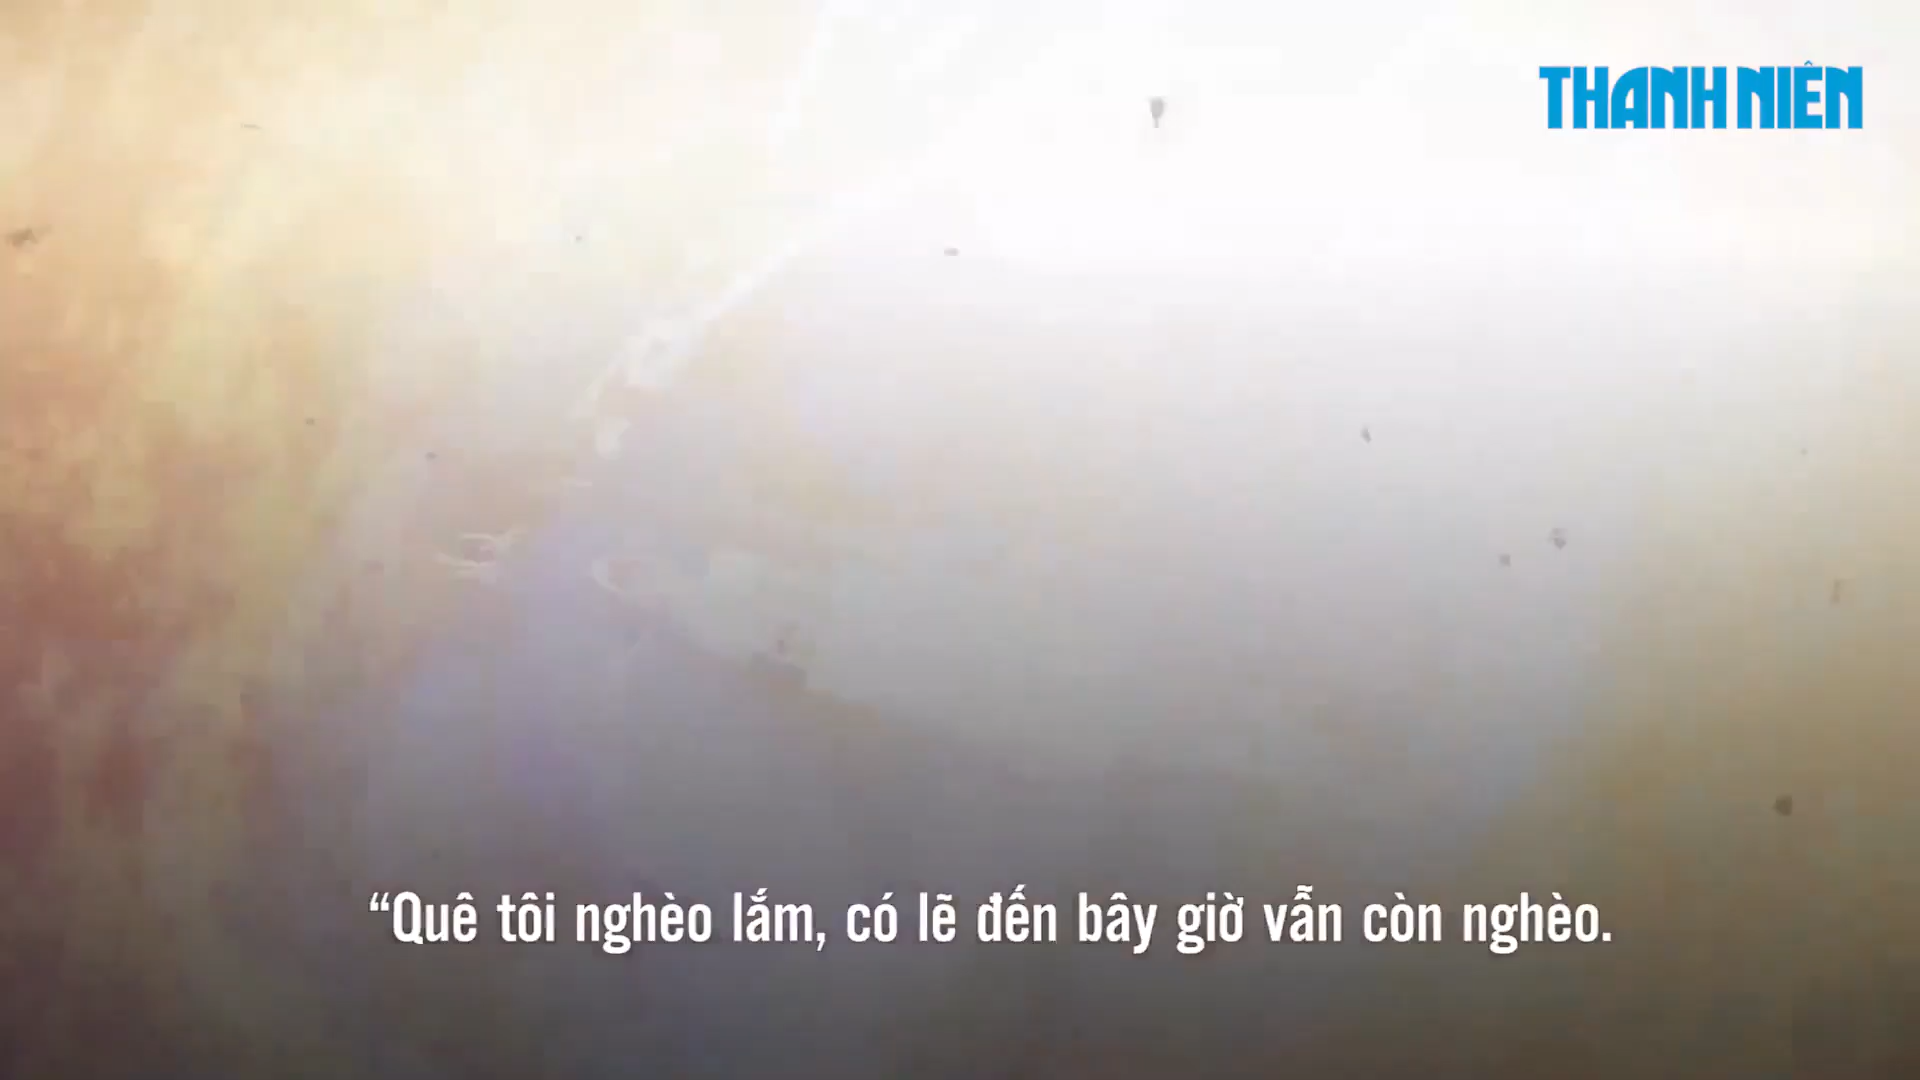 THANH NIÊN
“Quê tôi nghèo lắm, có lẽ đến bây giờ vẫn còn nghèo.